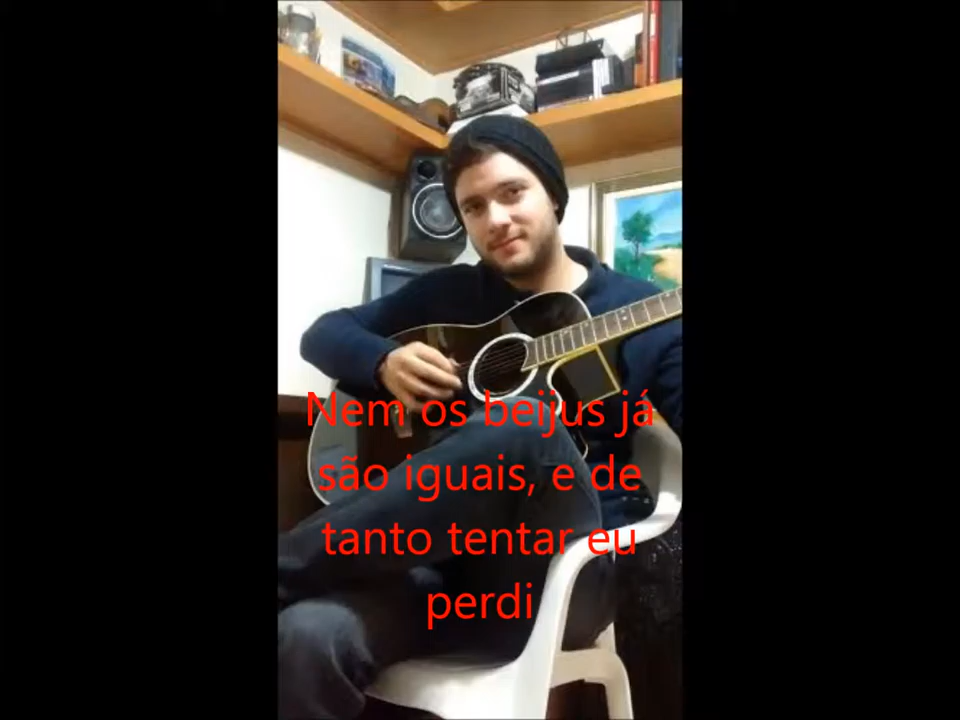 Nem os beijus já
são iguais, e de
tanto tentar eu
perdi